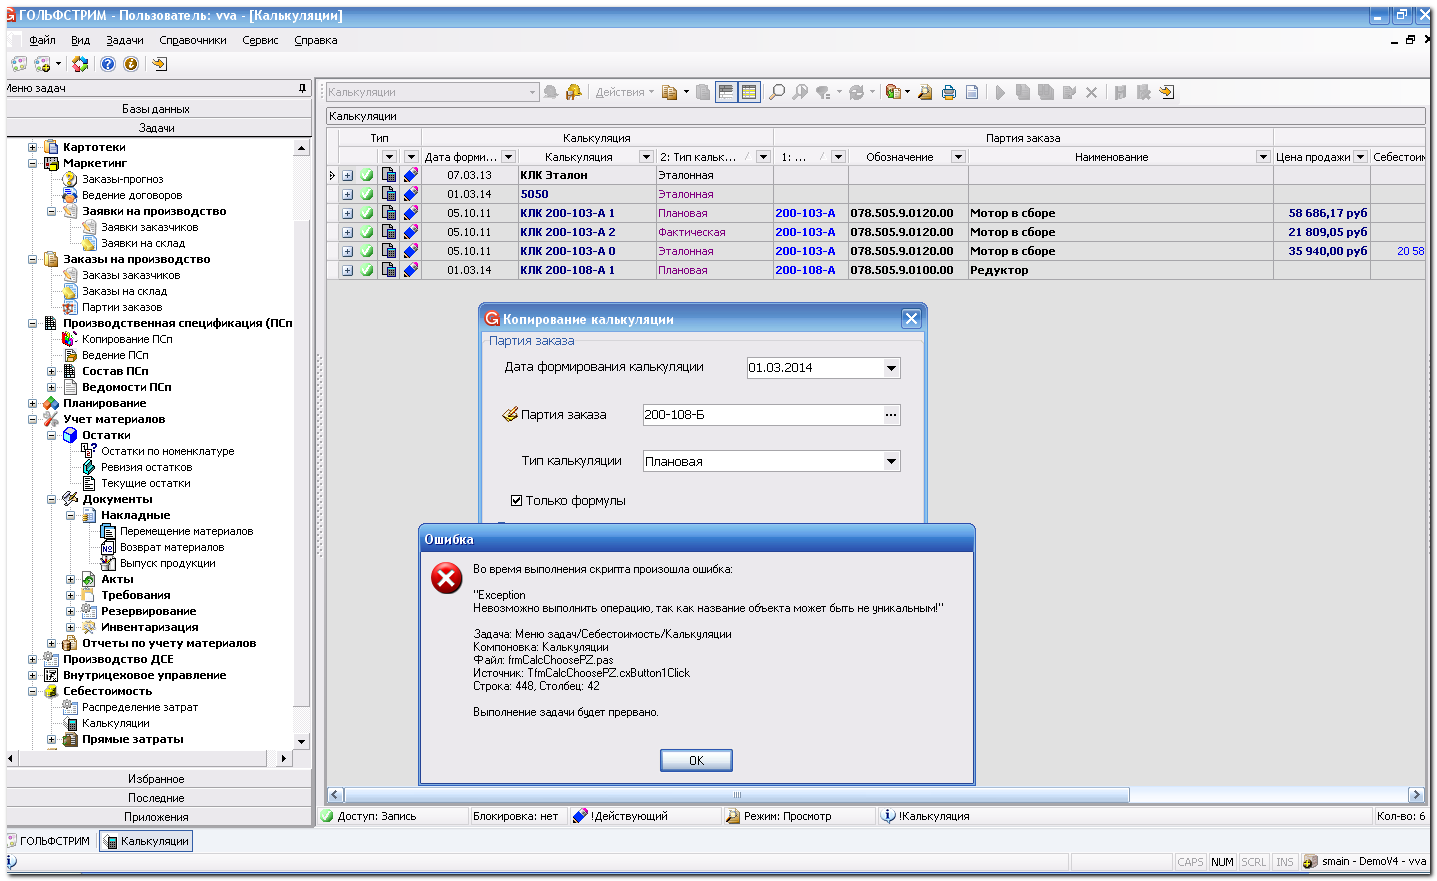 ГОЛЬФСТРИМ - Пользователь: vva - [Калькуляции]
Файл Вид Задачи Справочники Сервис Справка
Меню задач
Базы данных
Задачи
Картотеки
Маркетинг
Заказы-прогноз
Ведение договоров
Заявки на производство
Заявки заказчиков
Заявки на склад
Заказы на производство
Заказы заказчиков
Заказы на склад
Партии заказов
Производственная спецификация (ПСп
Копирование ПСп
Ведение ПСп
Состав ПСп
Ведомости ПСп
Планирование
Учет материалов
Остатки
Остатки по номенклатуре
Ревизия остатков
Текущие остатки
Документы
Накладные
Перемещение материалов
Возврат материалов
Выпуск продукции
Акты
Требования
Резервирование
Инвентаризация
Отчеты по учету материалов
Производство ДСЕ
Внутрицеховое управление
Себестоимость
Распределение затрат
Калькуляции
Прямые затраты
Избранное
Последние
Приложения
Калькуляции Действия
Калькуляции
Тип Калькуляция Партия заказа
Дата форми... Калькуляция 2: Тип кальк... 1: ... Обозначение Наименование Цена продажи Себестоим
07.03.13 КЛК Эталон Эталонная
01.03.14 5050 Эталонная
05.10.11 КЛК 200-103-А 1 Плановая 200-103-А 078.505.9.0120.00 Мотор в сборе 58 686,17 руб
05.10.11 КЛК 200-103-А 2 Фактическая 200-103-А 078.505.9.0120.00 Мотор в сборе 21 809,05 руб
05.10.11 КЛК 200-103-А 0 Эталонная 200-103-А 078.505.9.0120.00 Мотор в сборе 35 940,00 руб 20 58
01.03.14 КЛК 200-108-А 1 Плановая 200-108-А 078.505.9.0100.00 Редуктор
Копирование калькуляции
Партия заказа
Дата формирования калькуляции 01.03.2014
Партия заказа 200-108-Б ...
Тип калькуляции Плановая
Только формулы
Ошибка
Во время выполнения скрипта произошла ошибка:
"Exception
Невозможно выполнить операцию, так как название объекта может быть не уникальным!"
Задача: Меню задач/Себестоимость/Калькуляции
Компоновка: Калькуляции
Файл: frmCalcChoosePZ.pas
Источник: TfmCalcChoosePZ.cxButton1Click
Строка: 448, Столбец: 42
Выполнение задачи будет прервано.
OK
Доступ: Запись Блокировка: нет !Действующий Режим: Просмотр !Калькуляция Кол-во: 6
ГОЛЬФСТРИМ Калькуляции
CAPS NUM SCRL INS smain - DemoV4 - vva